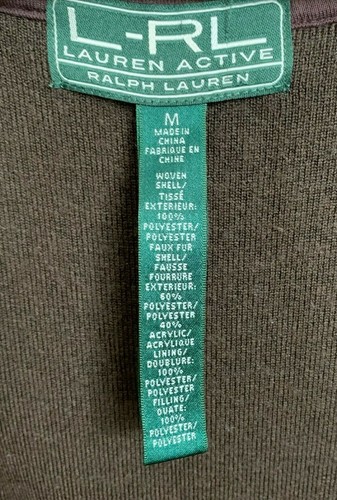 L-RL
LAUREN ACTIVE
RALPH LAUREN
M
MADE IN
CHINA
FABRIQUE EN
CHINE
WOVEN
SHELL/
TISSÉ
EXTERIEUR:
100%
POLYESTER/
POLYESTER
FAUX FUR
SHELL/
FAUSSE
FOURRURE
EXTERIEUR:
60%
POLYESTER/
POLYESTER
40%
ACRYLIC/
ACRYLIQUE
LINING/
DOUBLURE:
100%
POLYESTER/
POLYESTER
FILLING/
OUATE:
100%
POLYESTER/
POLYESTER